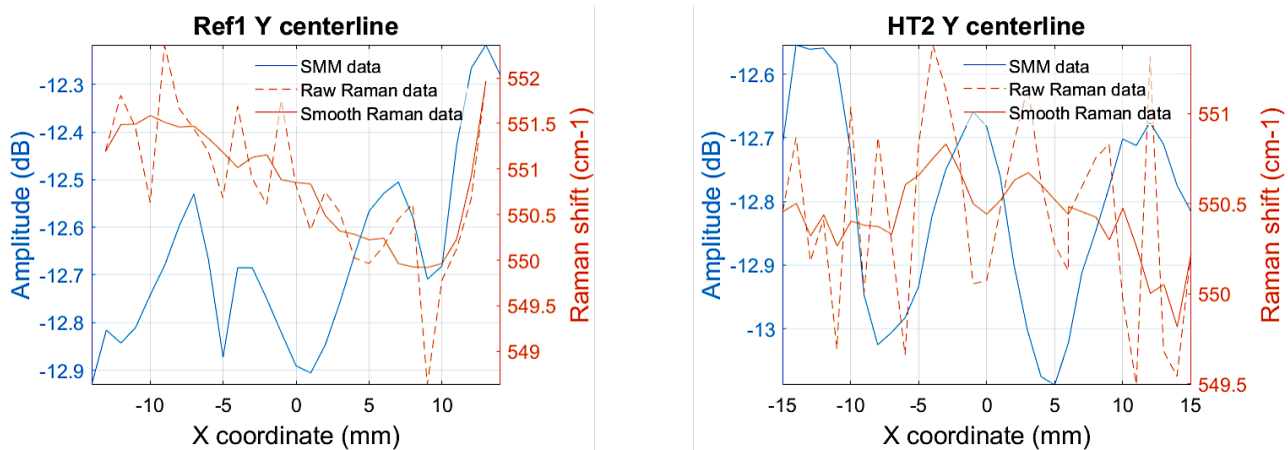 Ref1 Y centerline
SMM data
Raw Raman data
Smooth Raman data
Amplitude (dB)
-12.3
-12.4
-12.5
-12.6
-12.7
-12.8
-12.9
Raman shift (cm-1)
552
551.5
551
550.5
550
549.5
549
-10 -5 0 5 10
X coordinate (mm)
HT2 Y centerline
SMM data
Raw Raman data
Smooth Raman data
Amplitude (dB)
-12.6
-12.7
-12.8
-12.9
-13
Raman shift (cm-1)
551
550.5
550
549.5
-15 -10 -5 0 5 10 15
X coordinate (mm)